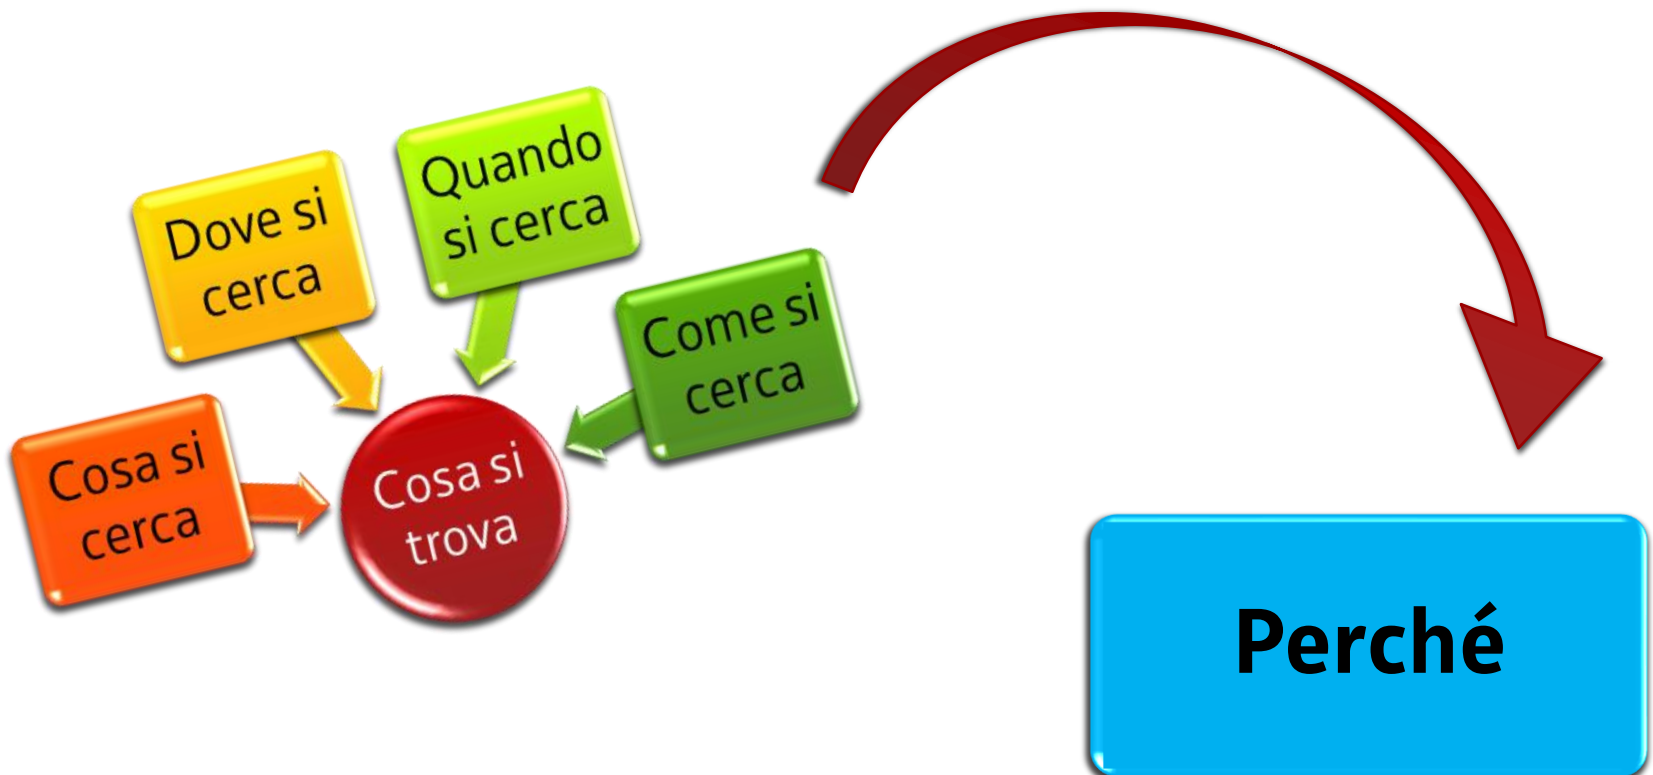 Cosa si
cerca
Dove si
cerca
Quando
si cerca
Come si
cerca
Cosa si
trova
Perché